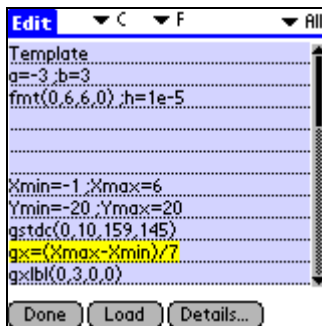 Edit C F All
Template
a=-3 ;b=3
fmt(0,6,6,0) ;h=1e-5
Xmin=-1 ;Xmax=6
Ymin=-20 ;Ymax=20
gstdc(0,10,159,145)
gx=(Xmax-Xmin)/7
gxlbl(0,3,0,0)
Done Load Details...